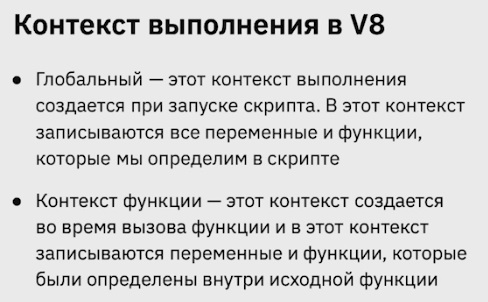 Контекст выполнения в V8
● Глобальный — этот контекст выполнения
создается при запуске скрипта. В этот контекст
записываются все переменные и функции,
которые мы определим в скрипте
● Контекст функции — этот контекст создается
во время вызова функции и в этот контекст
записываются переменные и функции, которые
были определены внутри исходной функции